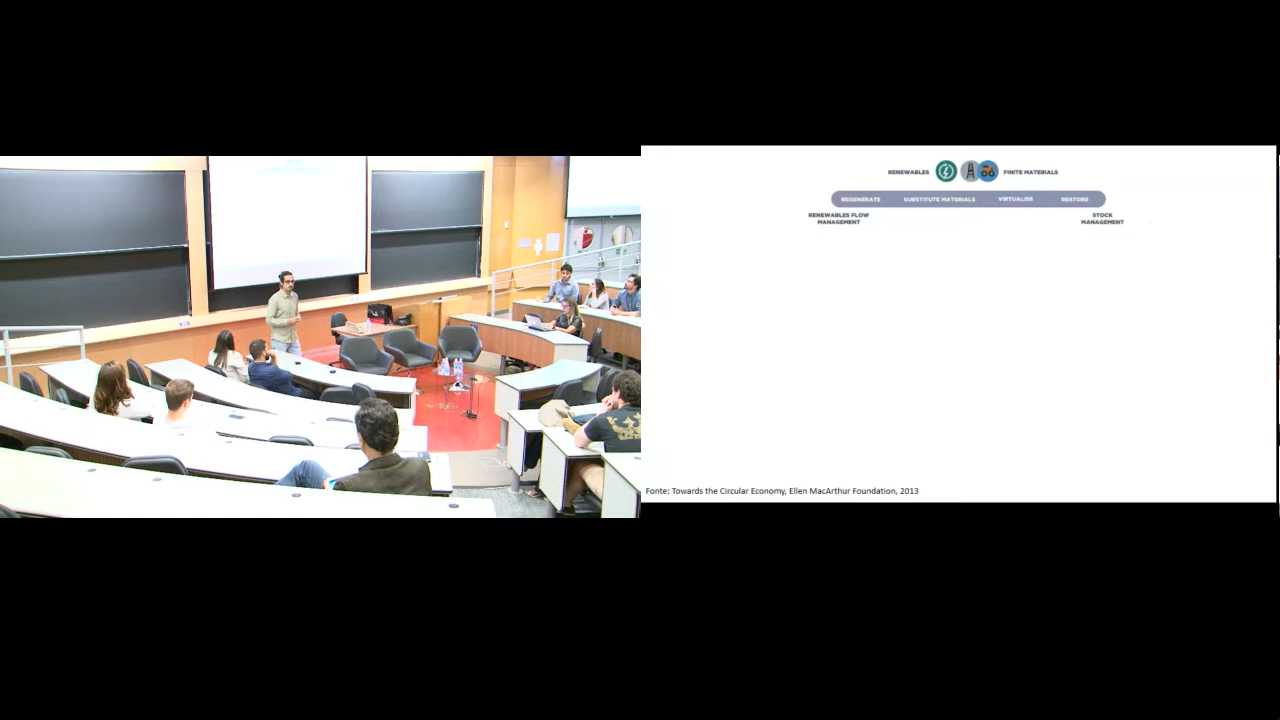 RENEWABLES FINITE MATERIALS
REGENERATE SUBSTITUTE MATERIALS VIRTUALISE RESTORE
RENEWABLES FLOW
MANAGEMENT
STOCK
MANAGEMENT
Fonte: Towards the Circular Economy, Ellen MacArthur Foundation, 2013